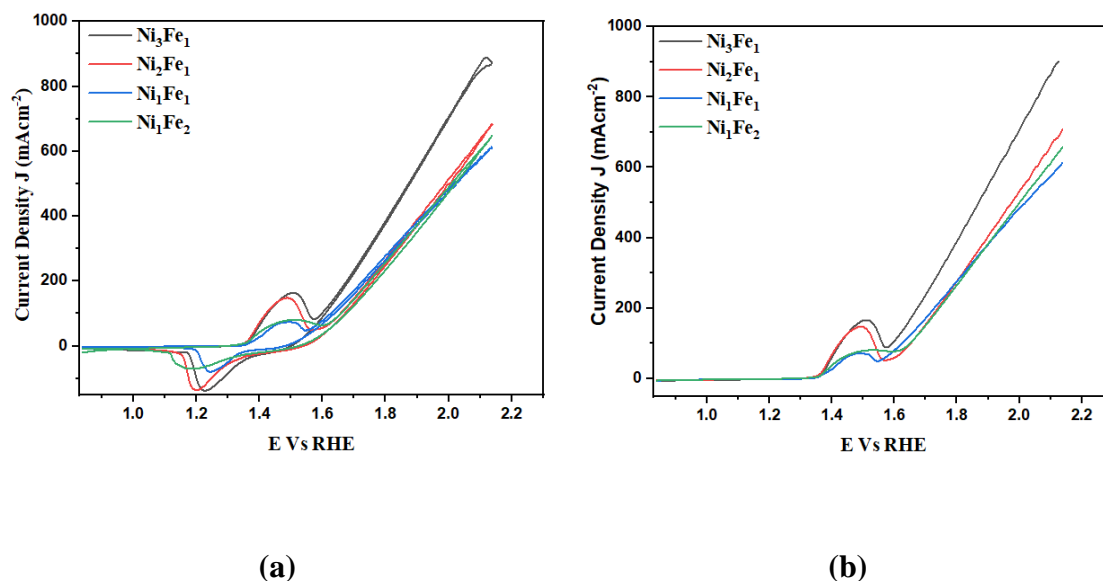 1000
800
600
400
200
0
Current Density J (mAcm⁻²)
Ni₃Fe₁
Ni₂Fe₁
Ni₁Fe₁
Ni₁Fe₂
1.0 1.2 1.4 1.6 1.8 2.0 2.2
E Vs RHE
(a)
1000
800
600
400
200
0
Current Density J (mAcm⁻²)
Ni₃Fe₁
Ni₂Fe₁
Ni₁Fe₁
Ni₁Fe₂
1.0 1.2 1.4 1.6 1.8 2.0 2.2
E Vs RHE
(b)